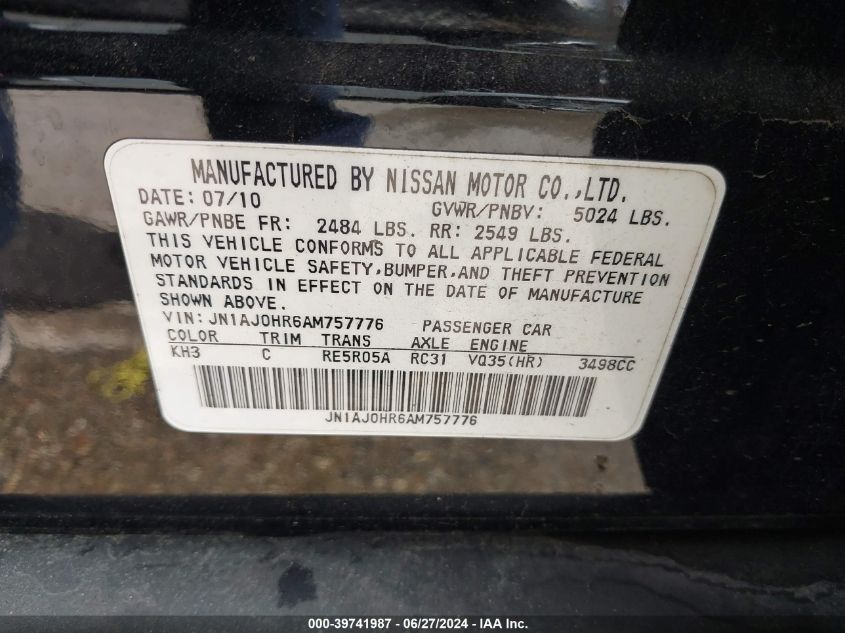 MANUFACTURED BY NISSAN MOTOR CO.,LTD.
DATE: 07/10 GVWR/PNBV: 5024 LBS.
GAWR/PNBE FR: 2484 LBS. RR: 2549 LBS.
THIS VEHICLE CONFORMS TO ALL APPLICABLE FEDERAL
MOTOR VEHICLE SAFETY,BUMPER,AND THEFT PREVENTION
STANDARDS IN EFFECT ON THE DATE OF MANUFACTURE
SHOWN ABOVE.
VIN: JN1AJ0HR6AM757776 PASSENGER CAR
COLOR TRIM TRANS AXLE ENGINE
KH3 C RE5R05A RC31 VQ35(HR) 3498CC
JN1AJ0HR6AM757776
000-39741987 - 06/27/2024 - IAA Inc.